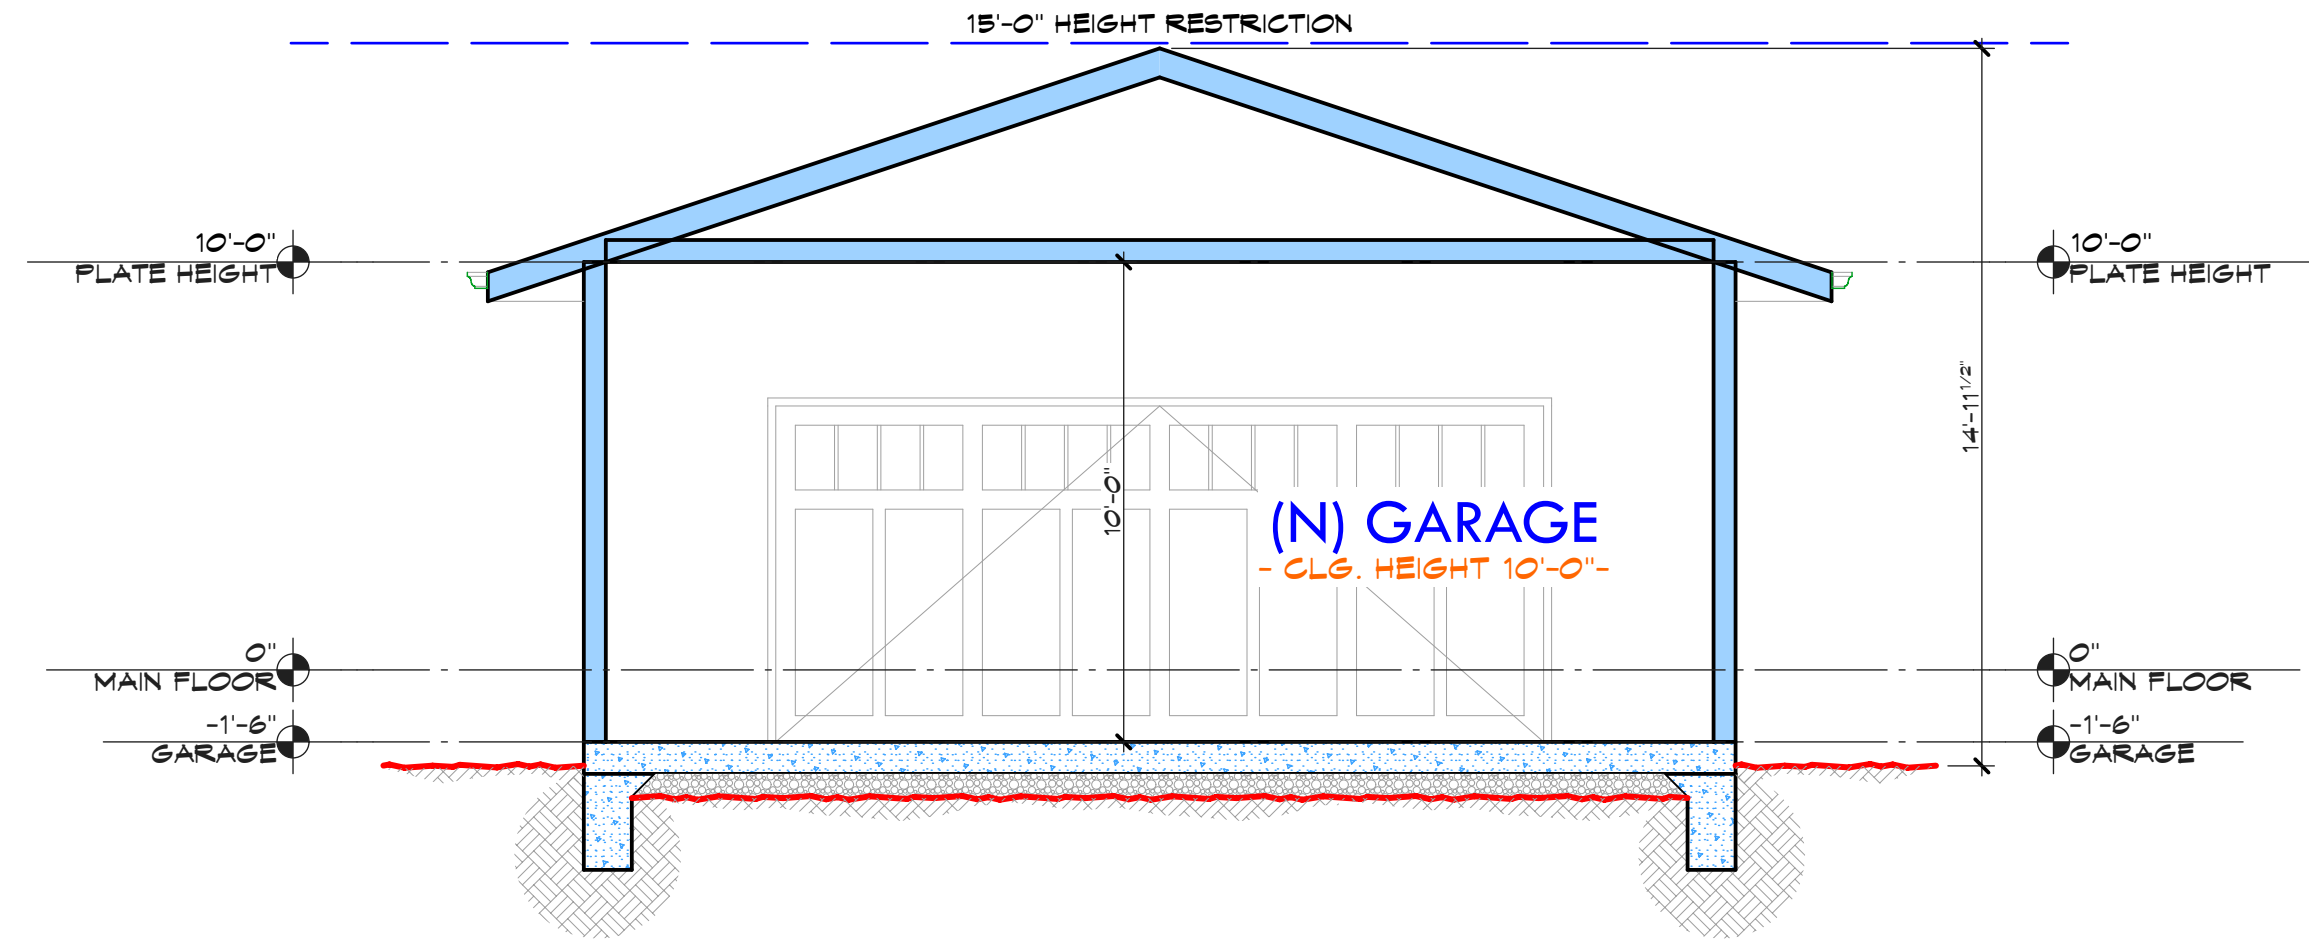 15'-0" HEIGHT RESTRICTION
10'-0"
PLATE HEIGHT
10'-0"
PLATE HEIGHT
14'-11 1/2"
10'-0"
(N) GARAGE
- CLG. HEIGHT 10'-0"-
0"
MAIN FLOOR
0"
MAIN FLOOR
-1'-6"
GARAGE
-1'-6"
GARAGE